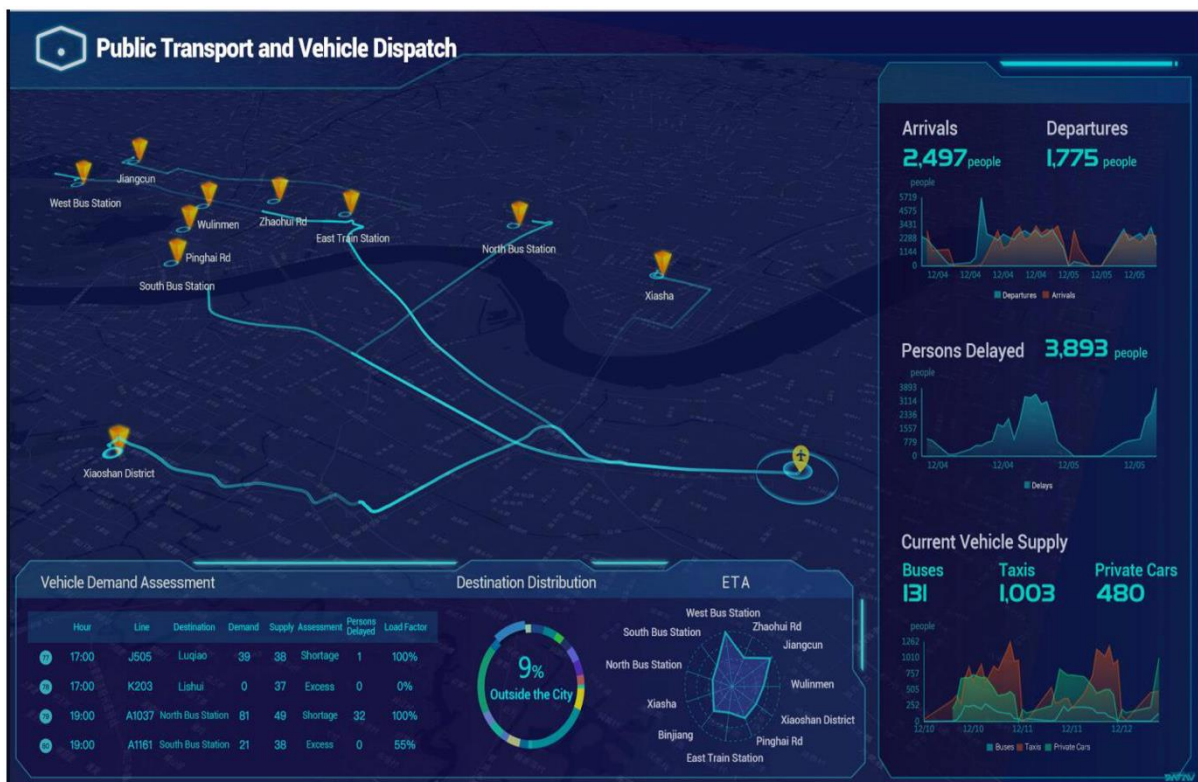 Public Transport and Vehicle Dispatch
Jiangcun
West Bus Station
Wulinmen
Zhaohui Rd
East Train Station
North Bus Station
Pinghai Rd
South Bus Station
Xiasha
Xiaoshan District
Arrivals Departures
2,497 people 1,775 people
people
5719
4575
3431
2288
1144
0
12/04 12/04 12/04 12/04 12/05 12/05 12/05
Departures Arrivals
Persons Delayed 3,893 people
people
3893
3114
2336
1557
779
0
12/04 12/04 12/05 12/05
Delays
Current Vehicle Supply
Buses Taxis Private Cars
131 1,003 480
people
1262
1010
757
505
252
0
12/10 12/10 12/11 12/11 12/12
Buses Taxis Private Cars
Vehicle Demand Assessment
Hour Line Destination Demand Supply Assessment Persons Delayed Load Factor
77 17:00 J505 Luqiao 39 38 Shortage 1 100%
78 17:00 K203 Lishui 0 37 Excess 0 0%
79 19:00 A1037 North Bus Station 81 49 Shortage 32 100%
80 19:00 A1161 South Bus Station 21 38 Excess 0 55%
Destination Distribution
9%
Outside the City
ETA
West Bus Station
Zhaohui Rd
Jiangcun
Wulinmen
Xiaoshan District
Pinghai Rd
East Train Station
Binjiang
Xiasha
North Bus Station
South Bus Station